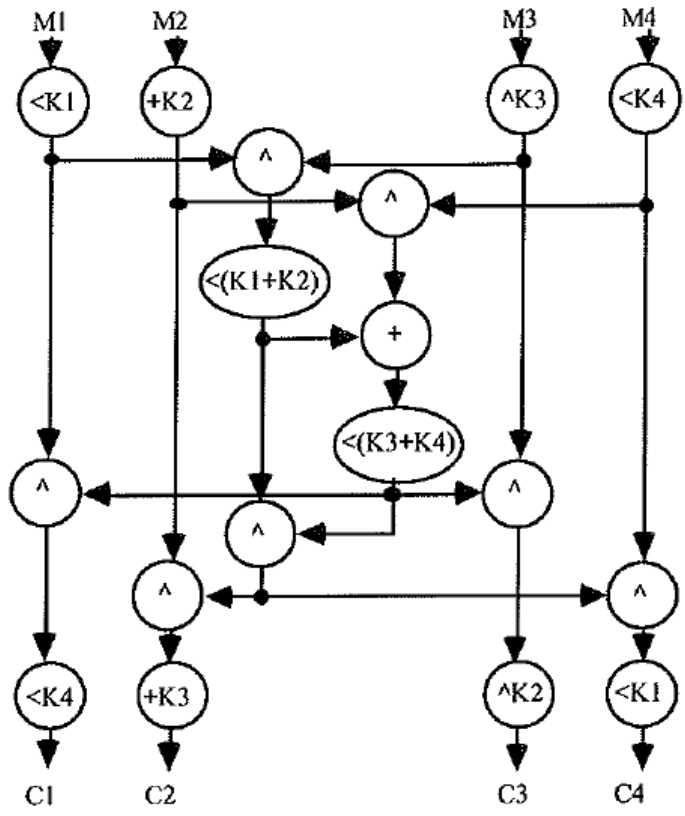 M1 M2 M3 M4
<K1 +K2 ^K3 <K4
^
^
<(K1+K2)
+
<(K3+K4)
^ ^
^
^ ^
<K4 +K3 ^K2 <K1
C1 C2 C3 C4